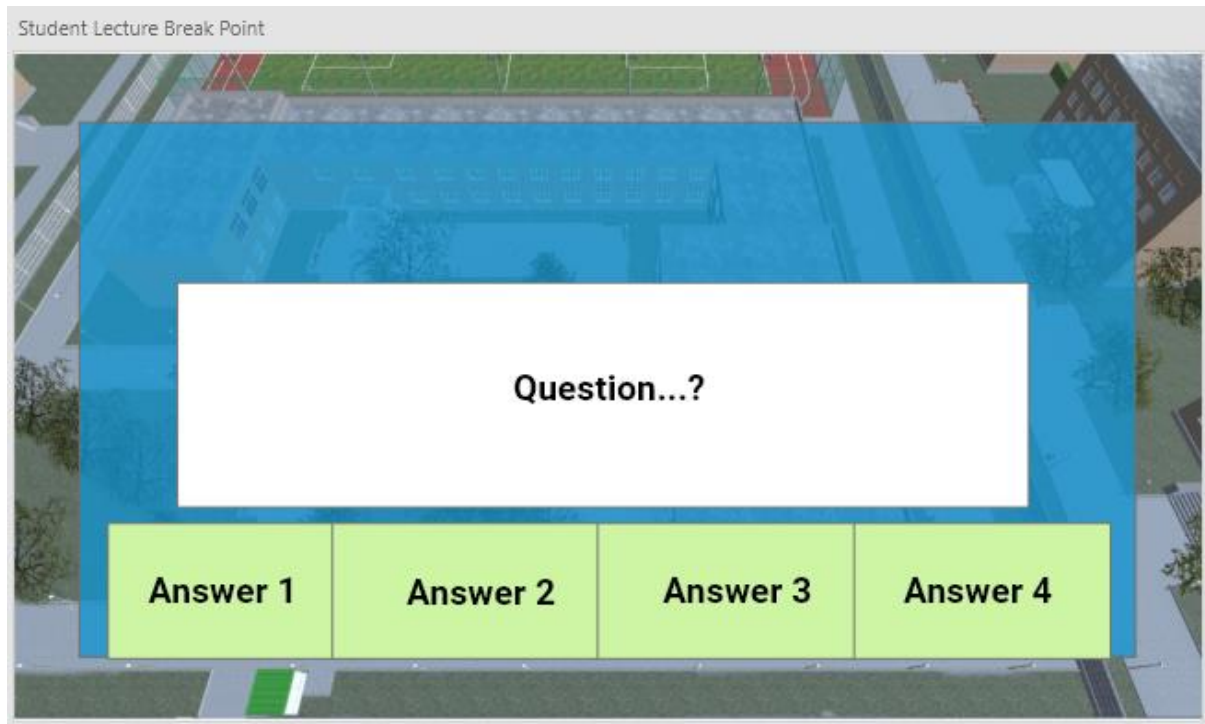 Student Lecture Break Point
Question...?
Answer 1
Answer 2
Answer 3
Answer 4